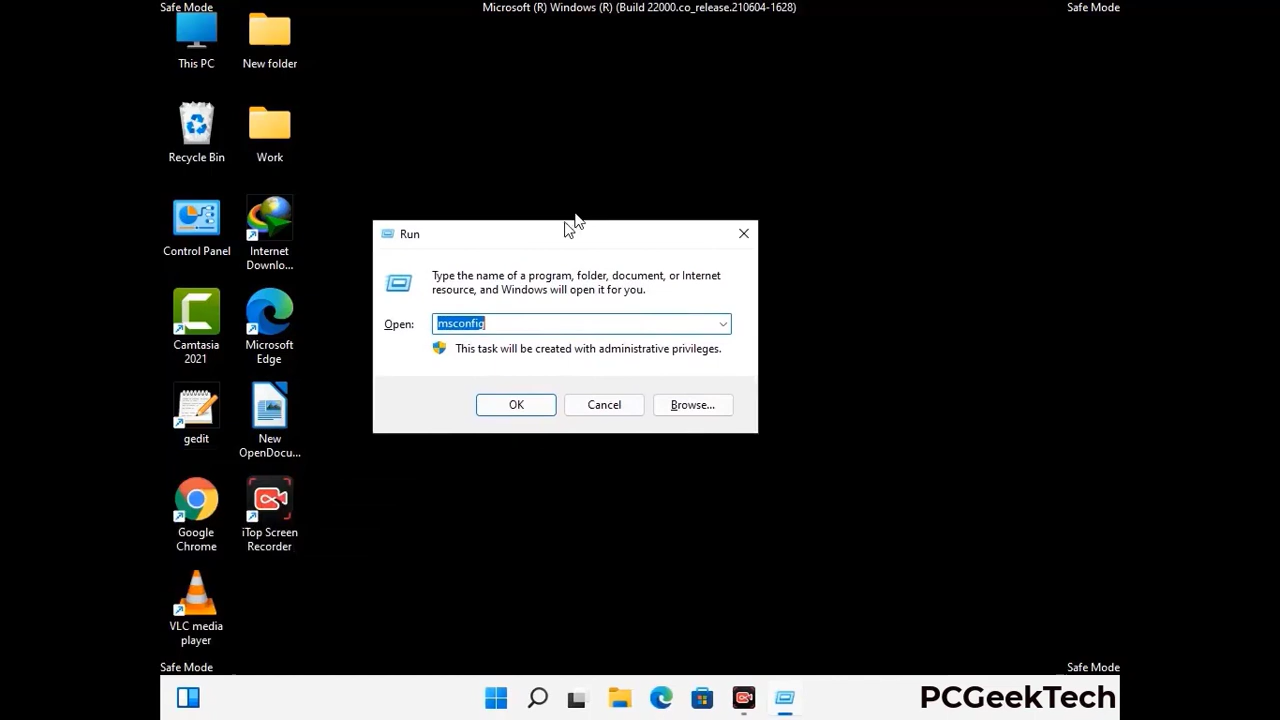 Safe Mode
Microsoft (R) Windows (R) (Build 22000.co_release.210604-1628)
Safe Mode
This PC
New folder
Recycle Bin
Work
Control Panel
Internet
Downlo...
Camtasia
2021
Microsoft
Edge
gedit
New
OpenDocu...
Google
Chrome
iTop Screen
Recorder
VLC media
player
Run
Type the name of a program, folder, document, or Internet
resource, and Windows will open it for you.
Open:
msconfig
This task will be created with administrative privileges.
OK
Cancel
Browse...
Safe Mode
Safe Mode
PCGeekTech